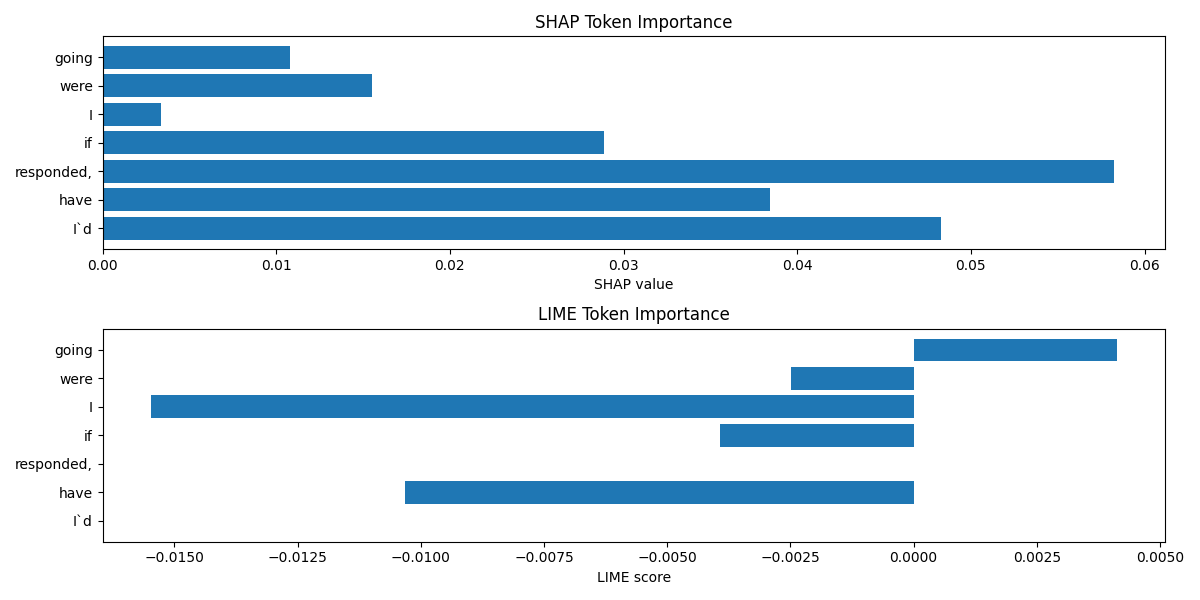 SHAP Token Importance
going
were
I
if
responded,
have
I`d
0.00 0.01 0.02 0.03 0.04 0.05 0.06
SHAP value
LIME Token Importance
going
were
I
if
responded,
have
I`d
−0.0150 −0.0125 −0.0100 −0.0075 −0.0050 −0.0025 0.0000 0.0025 0.0050
LIME score